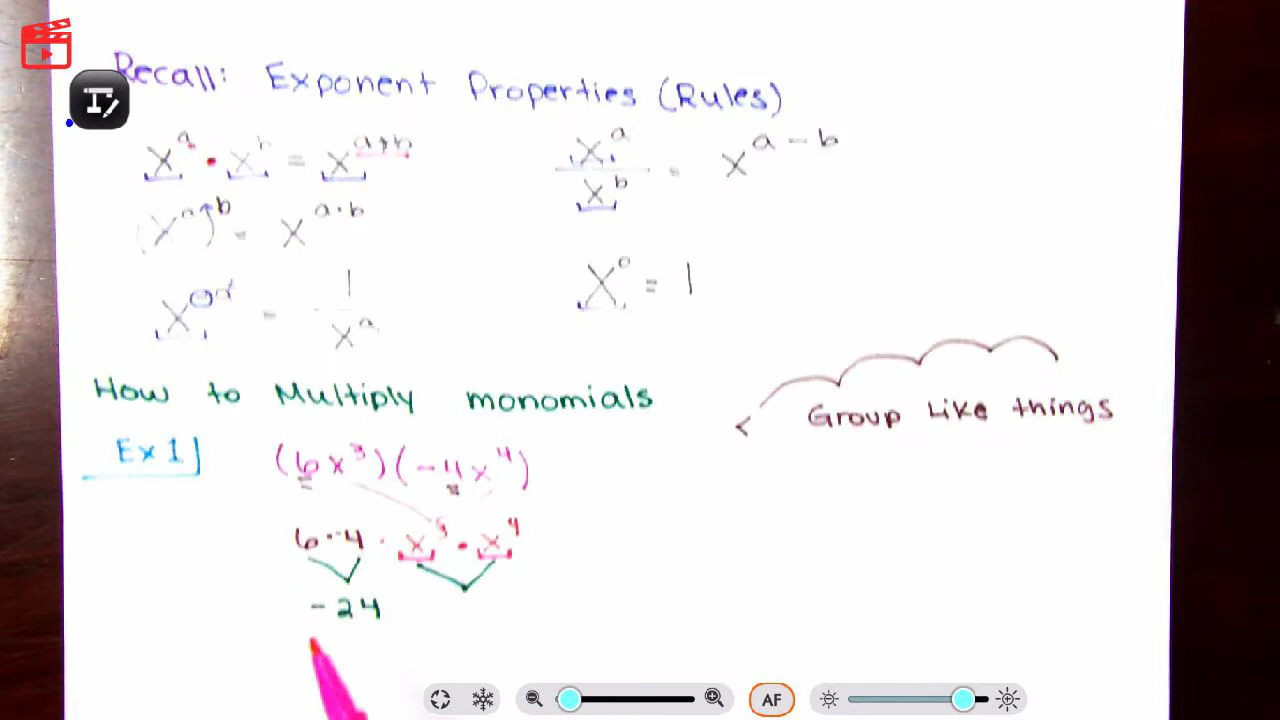 Recall: Exponent Properties (Rules)
x^a • x^b = x^(a+b)
x^a / x^b = x^(a-b)
(x^a)^b = x^(a·b)
x^(-a) = 1 / x^a
x^0 = 1
How to Multiply monomials
Group Like things
Ex 1]
(6x^3)(-4x^4)
6·-4 · x^3 • x^4
-24
AF